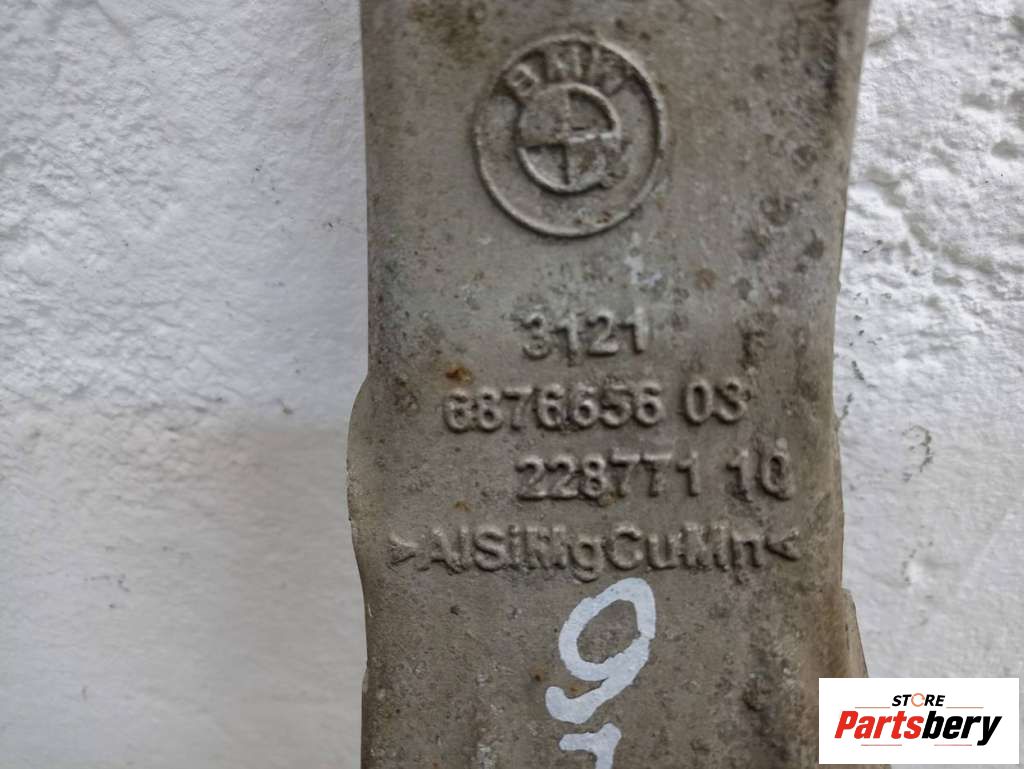 BMW
3121
6876656 03
228771 10
>AlSiMgCuMn<
9
STORE
Partsbery